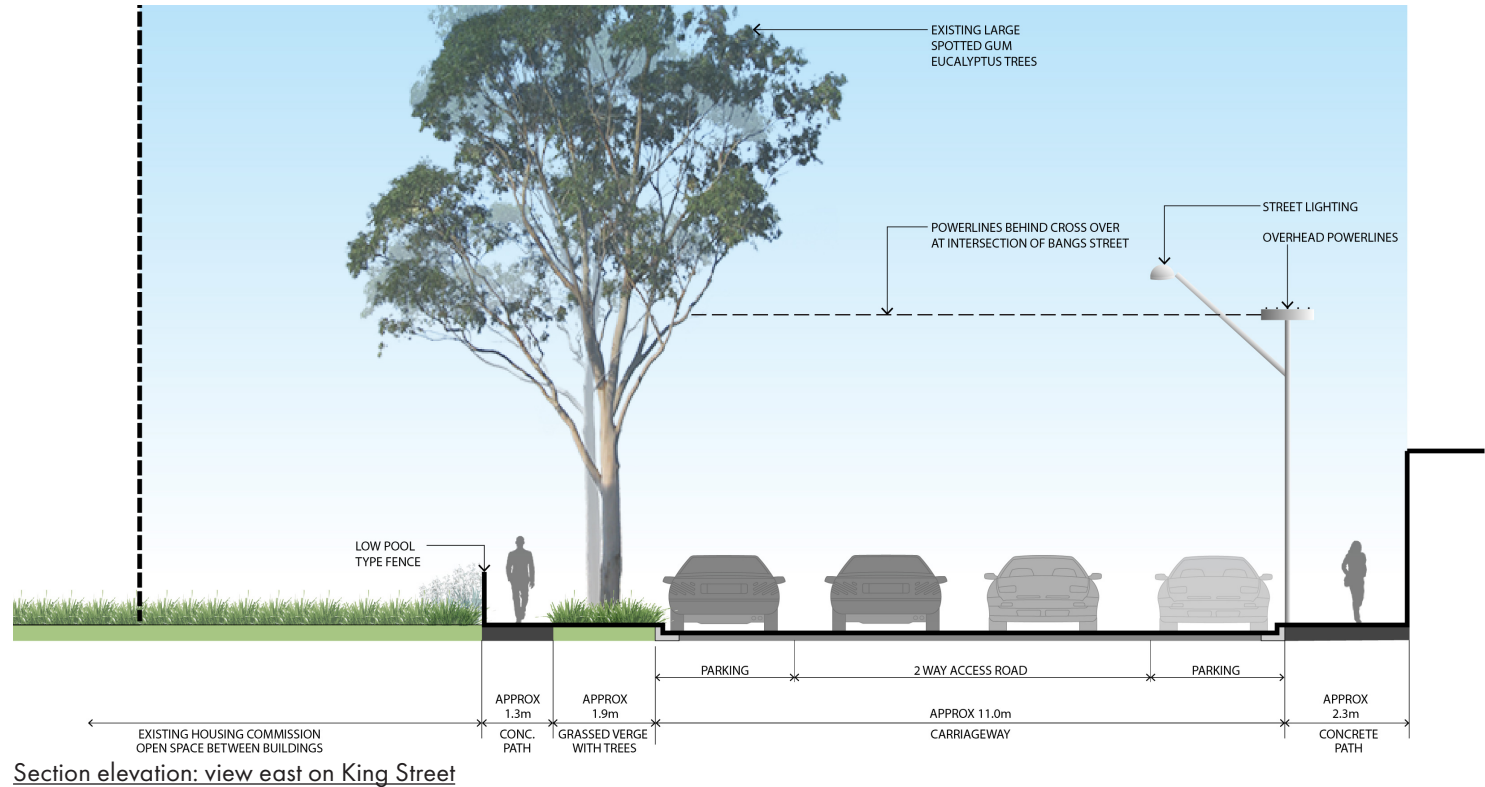 EXISTING LARGE
SPOTTED GUM
EUCALYPTUS TREES
STREET LIGHTING
POWERLINES BEHIND CROSS OVER
AT INTERSECTION OF BANGS STREET
OVERHEAD POWERLINES
LOW POOL
TYPE FENCE
PARKING
2 WAY ACCESS ROAD
PARKING
APPROX
1.3m
APPROX
1.9m
APPROX 11.0m
APPROX
2.3m
EXISTING HOUSING COMMISSION
OPEN SPACE BETWEEN BUILDINGS
CONC.
PATH
GRASSED VERGE
WITH TREES
CARRIAGEWAY
CONCRETE
PATH
Section elevation: view east on King Street